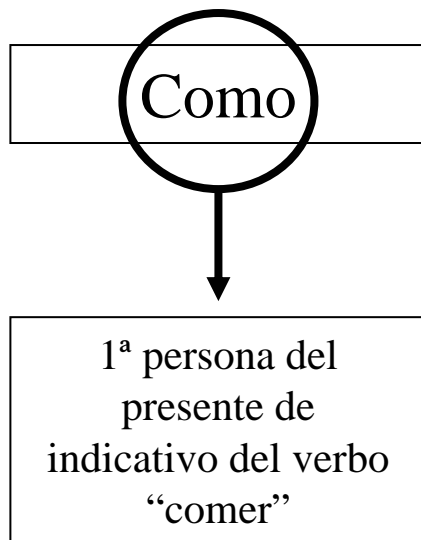 Como
1ª persona del
presente de
indicativo del verbo
“comer”